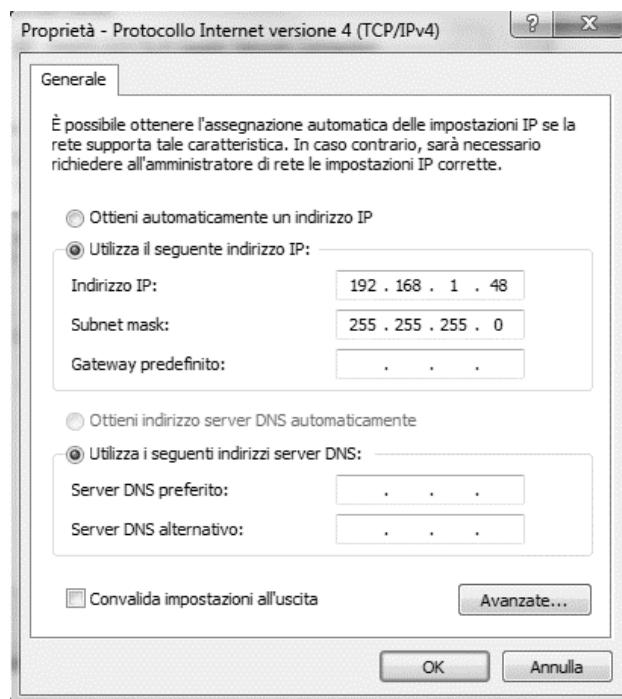 Proprietà - Protocollo Internet versione 4 (TCP/IPv4)
Generale
È possibile ottenere l'assegnazione automatica delle impostazioni IP se la
rete supporta tale caratteristica. In caso contrario, sarà necessario
richiedere all'amministratore di rete le impostazioni IP corrette.
Ottieni automaticamente un indirizzo IP
Utilizza il seguente indirizzo IP:
Indirizzo IP: 192 . 168 . 1 . 48
Subnet mask: 255 . 255 . 255 . 0
Gateway predefinito: . . .
Ottieni indirizzo server DNS automaticamente
Utilizza i seguenti indirizzi server DNS:
Server DNS preferito: . . .
Server DNS alternativo: . . .
Convalida impostazioni all'uscita
Avanzate...
OK Annulla